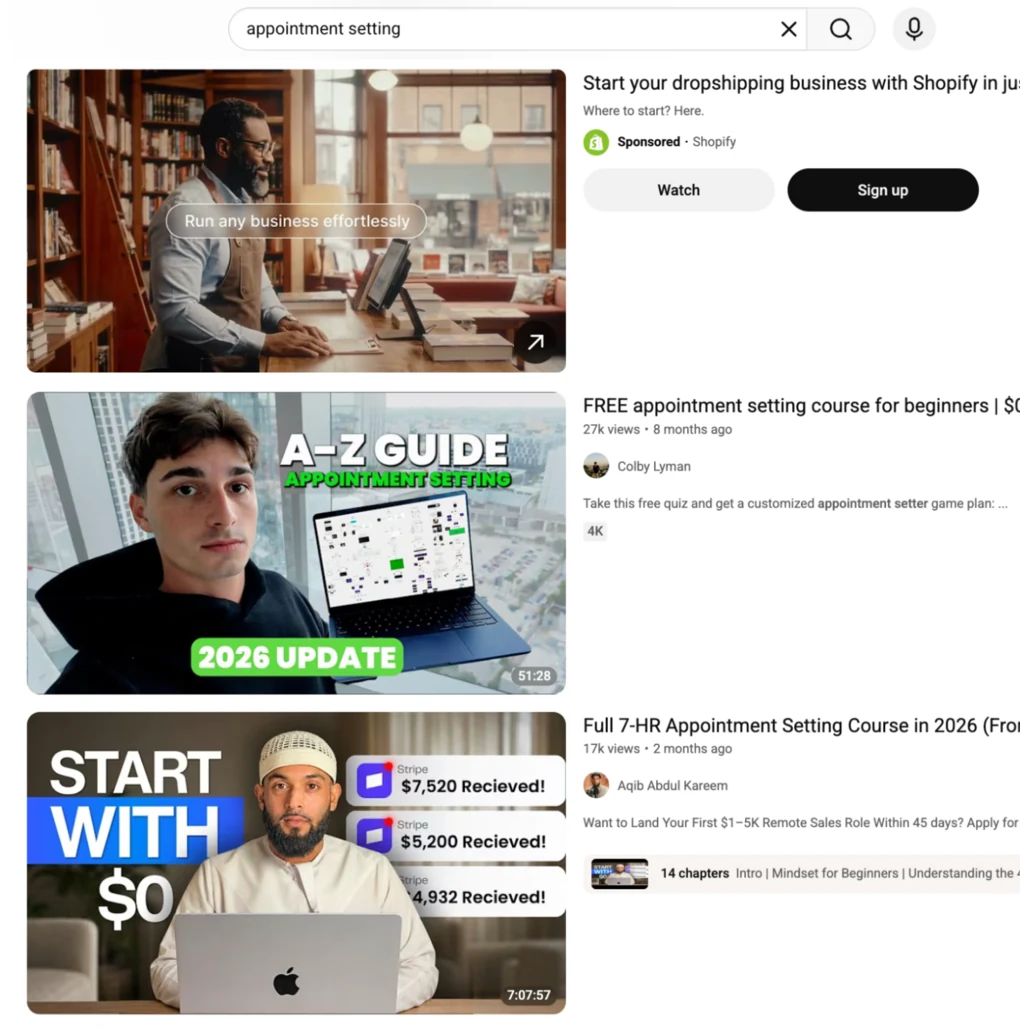 appointment setting
Run any business effortlessly
Start your dropshipping business with Shopify in
Where to start? Here.
Sponsored · Shopify
Watch
Sign up
A-Z GUIDE
APPOINTMENT SETTING
2026 UPDATE
51:28
FREE appointment setting course for beginners |
27k views • 8 months ago
Colby Lyman
Take this free quiz and get a customized appointment setter game plan: ...
4K
START
WITH
$0
Stripe
$7,520 Recieved!
Stripe
$5,200 Recieved!
Stripe
4,932 Recieved!
7:07:57
Full 7-HR Appointment Setting Course in 2026
17k views • 2 months ago
Aqib Abdul Kareem
Want to Land Your First $1–5K Remote Sales Role Within 45 days? Apply for
START
WITH
$0
14 chapters Intro | Mindset for Beginners | Understanding the